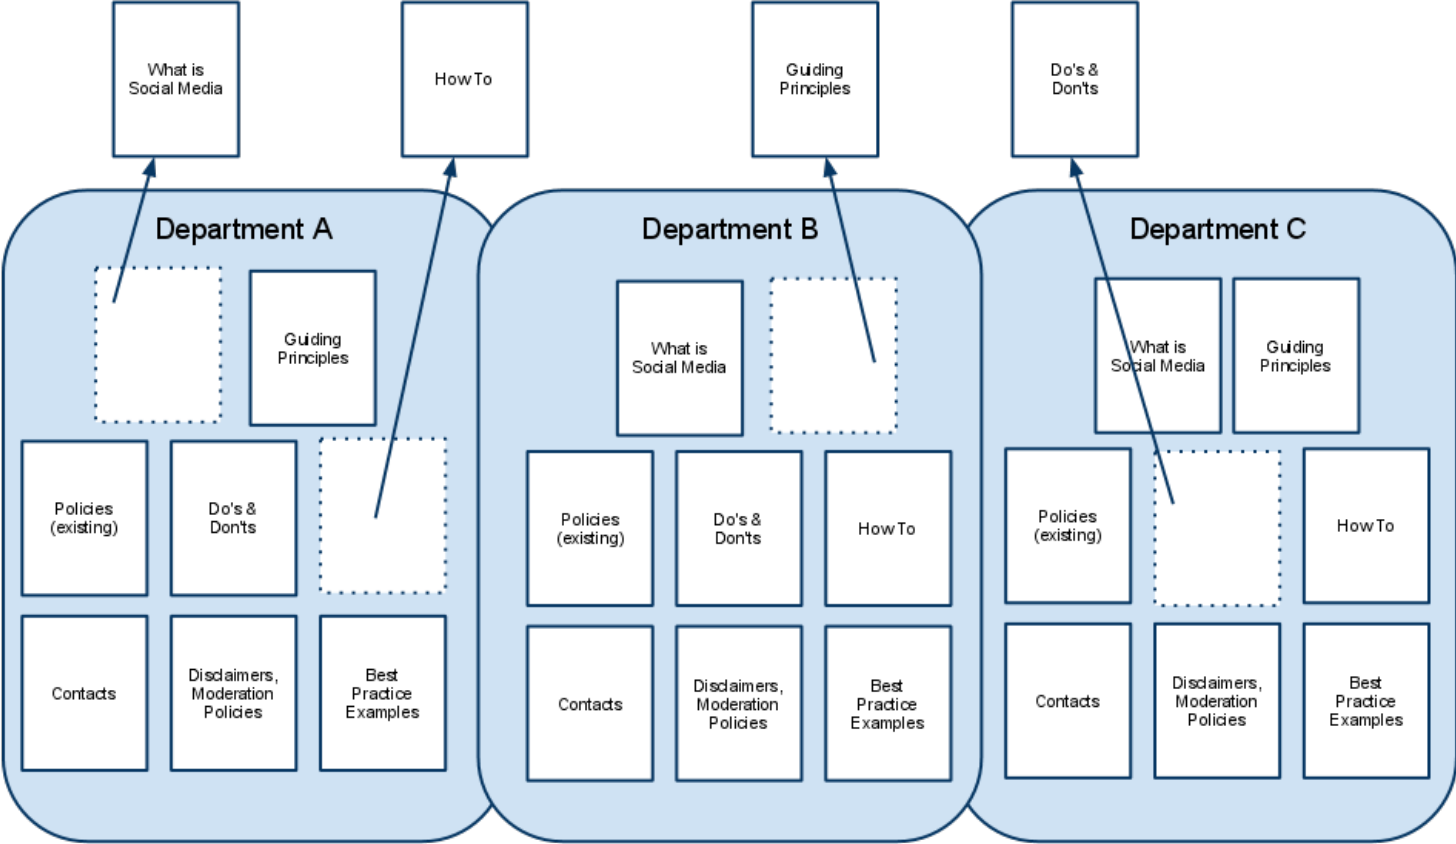 What is
Social Media
How To
Guiding
Principles
Do's &
Don'ts
Department A
Guiding
Principles
Policies
(existing)
Do's &
Don'ts
Contacts
Disclaimers,
Moderation
Policies
Best
Practice
Examples
Department B
What is
Social Media
Policies
(existing)
Do's &
Don'ts
How To
Contacts
Disclaimers,
Moderation
Policies
Best
Practice
Examples
Department C
What is
Social Media
Guiding
Principles
Policies
(existing)
How To
Contacts
Disclaimers,
Moderation
Policies
Best
Practice
Examples